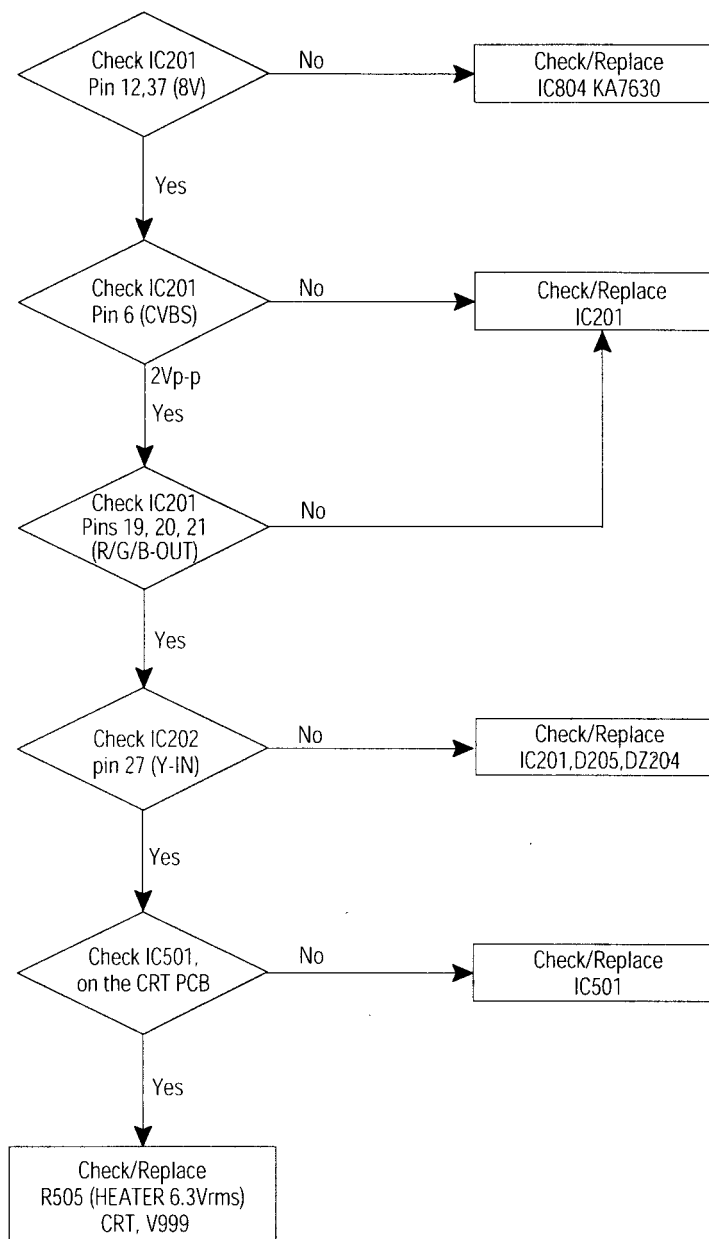 Check IC201
Pin 12,37 (8V)
No
Check/Replace
IC804 KA7630
Yes
Check IC201
Pin 6 (CVBS)
No
Check/Replace
IC201
2Vp-p
Yes
Check IC201
Pins 19, 20, 21
(R/G/B-OUT)
No
Yes
Check IC202
pin 27 (Y-IN)
No
Check/Replace
IC201,D205,DZ204
Yes
Check IC501,
on the CRT PCB
No
Check/Replace
IC501
Yes
Check/Replace
R505 (HEATER 6.3Vrms)
CRT, V999